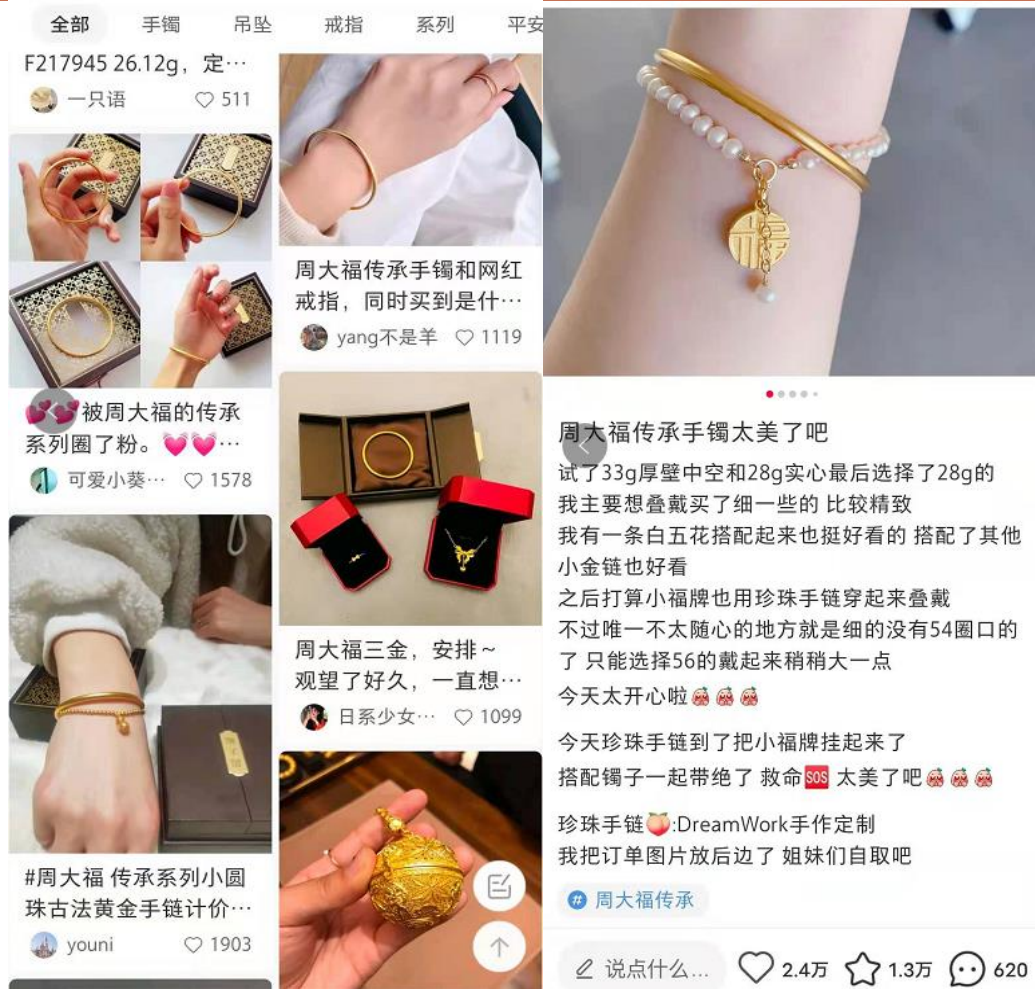 全部 手镯 吊坠 戒指 系列 平安
F217945 26.12g，定…
一只语 511
被周大福的传承
系列圈了粉。…
可爱小葵… 1578
#周大福 传承系列小圆
珠古法黄金手链计价…
youni 1903
周大福传承手镯和网红
戒指，同时买到是什…
yang不是羊 1119
周大福三金，安排～
观望了好久，一直想…
日系少女… 1099
周大福传承手镯太美了吧
试了33g厚壁中空和28g实心最后选择了28g的
我主要想叠戴买了细一些的 比较精致
我有一条白五花搭配起来也挺好看的 搭配了其他
小金链也好看
之后打算小福牌也用珍珠手链穿起来叠戴
不过唯一不太随心的地方就是细的没有54圈口的
了 只能选择56的戴起来稍稍大一点
今天太开心啦
今天珍珠手链到了把小福牌挂起来了
搭配镯子一起带绝了 救命SOS 太美了吧
珍珠手链🍑:DreamWork手作定制
我把订单图片放后边了 姐妹们自取吧
# 周大福传承
说点什么... 2.4万 1.3万 620